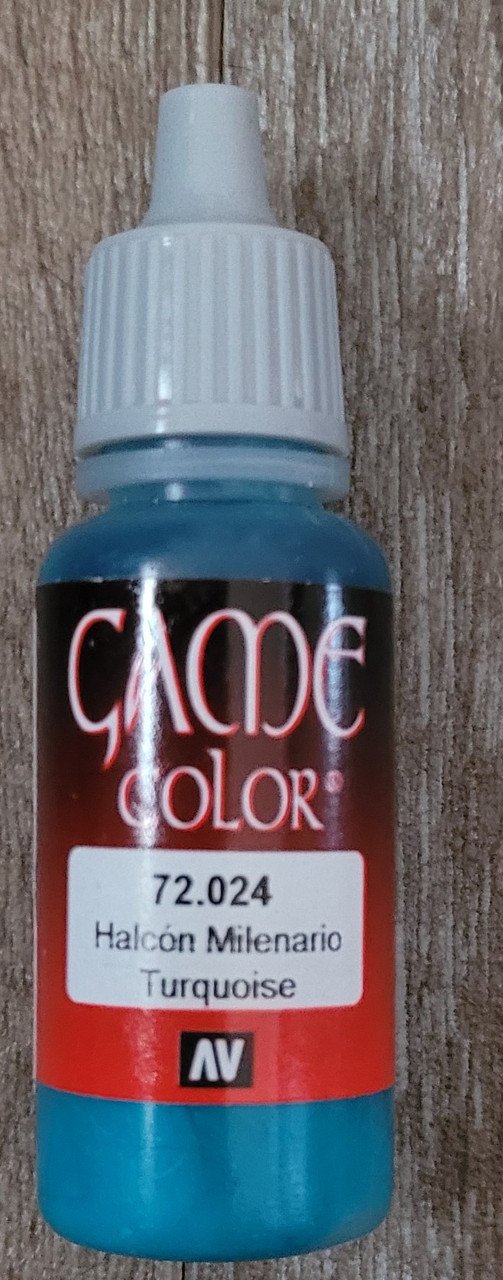 GAME
COLOR®
72.024
Halcón Milenario
Turquoise
AV